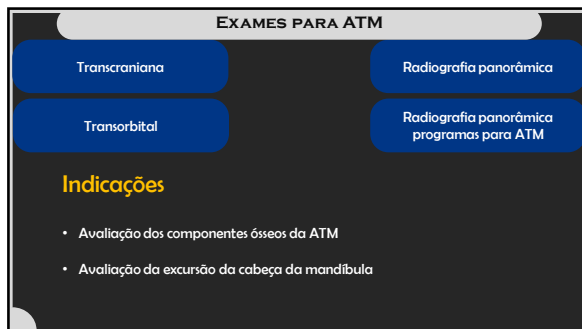 Exames para ATM
Transcraniana
Radiografia panorâmica
Transorbital
Radiografia panorâmica
programas para ATM
Indicações
• Avaliação dos componentes ósseos da ATM
• Avaliação da excursão da cabeça da mandíbula